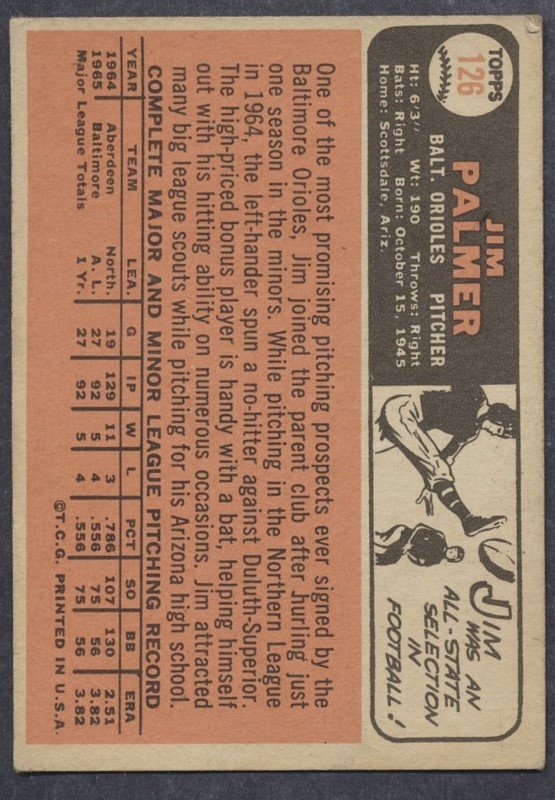 TOPPS
126
JIM
PALMER
BALT. ORIOLES PITCHER
Ht: 6'3" Wt: 190 Throws: Right
Bats: Right Born: October 15, 1945
Home: Scottsdale, Ariz.
JIM
WAS AN
ALL-STATE
SELECTION
IN
FOOTBALL!
One of the most promising pitching prospects ever signed by the
Baltimore Orioles, Jim joined the parent club after hurling just
one season in the minors. While pitching in the Northern League
in 1964, the left-hander spun a no-hitter against Duluth-Superior.
The high-priced bonus player is handy with a bat, helping himself
out with his hitting ability on numerous occasions. Jim attracted
many big league scouts while pitching for his Arizona high school.
COMPLETE MAJOR AND MINOR LEAGUE PITCHING RECORD
YEAR TEAM LEA. G IP W L PCT SO BB ERA
1964 Aberdeen North. 19 129 11 3 .786 107 130 2.51
1965 Baltimore A. L. 27 92 5 4 .556 75 56 3.82
Major League Totals 1 Yr. 27 92 5 4 .556 75 56 3.82
©T.C.G. PRINTED IN U.S.A.